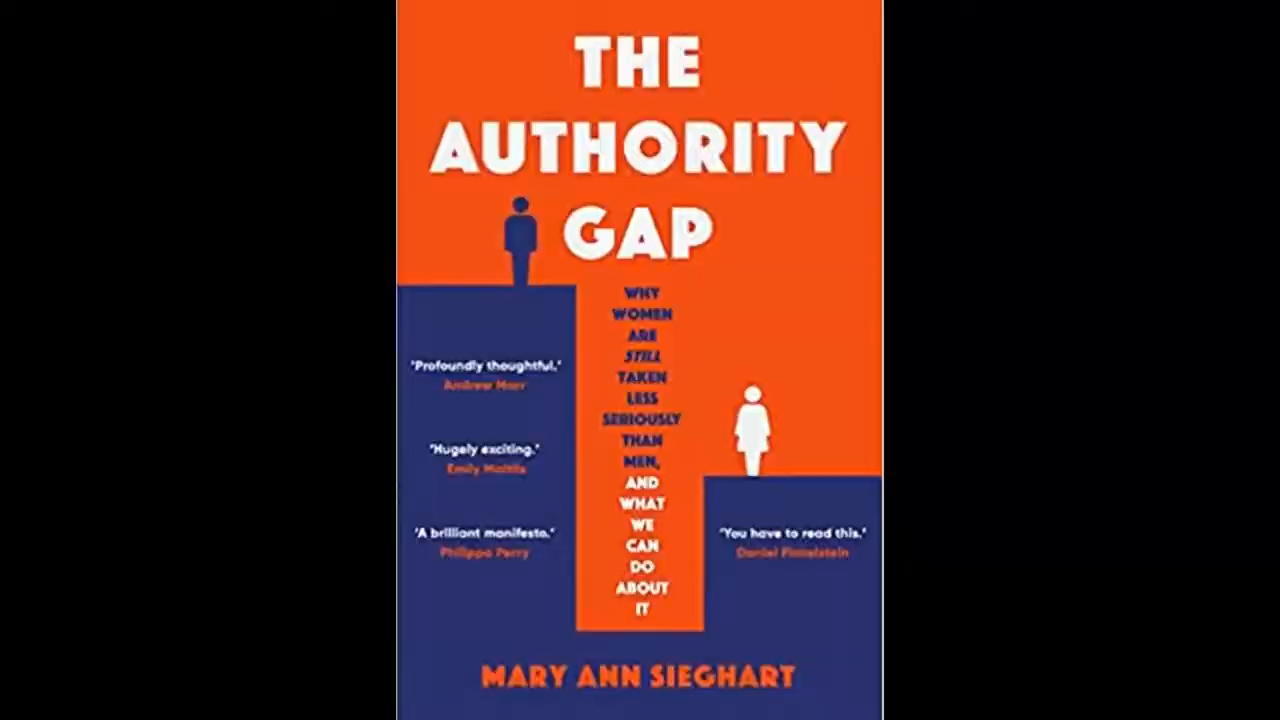 THE
AUTHORITY
GAP
WHY
WOMEN
ARE
STILL
TAKEN
LESS
SERIOUSLY
THAN
MEN,
AND
WHAT
WE
CAN
DO
ABOUT
IT
'Profoundly thoughtful.'
Andrew Marr
'Hugely exciting.'
Emily Maitlis
'A brilliant manifesto.'
Philippa Perry
'You have to read this.'
Daniel Finkelstein
MARY ANN SIEGHART